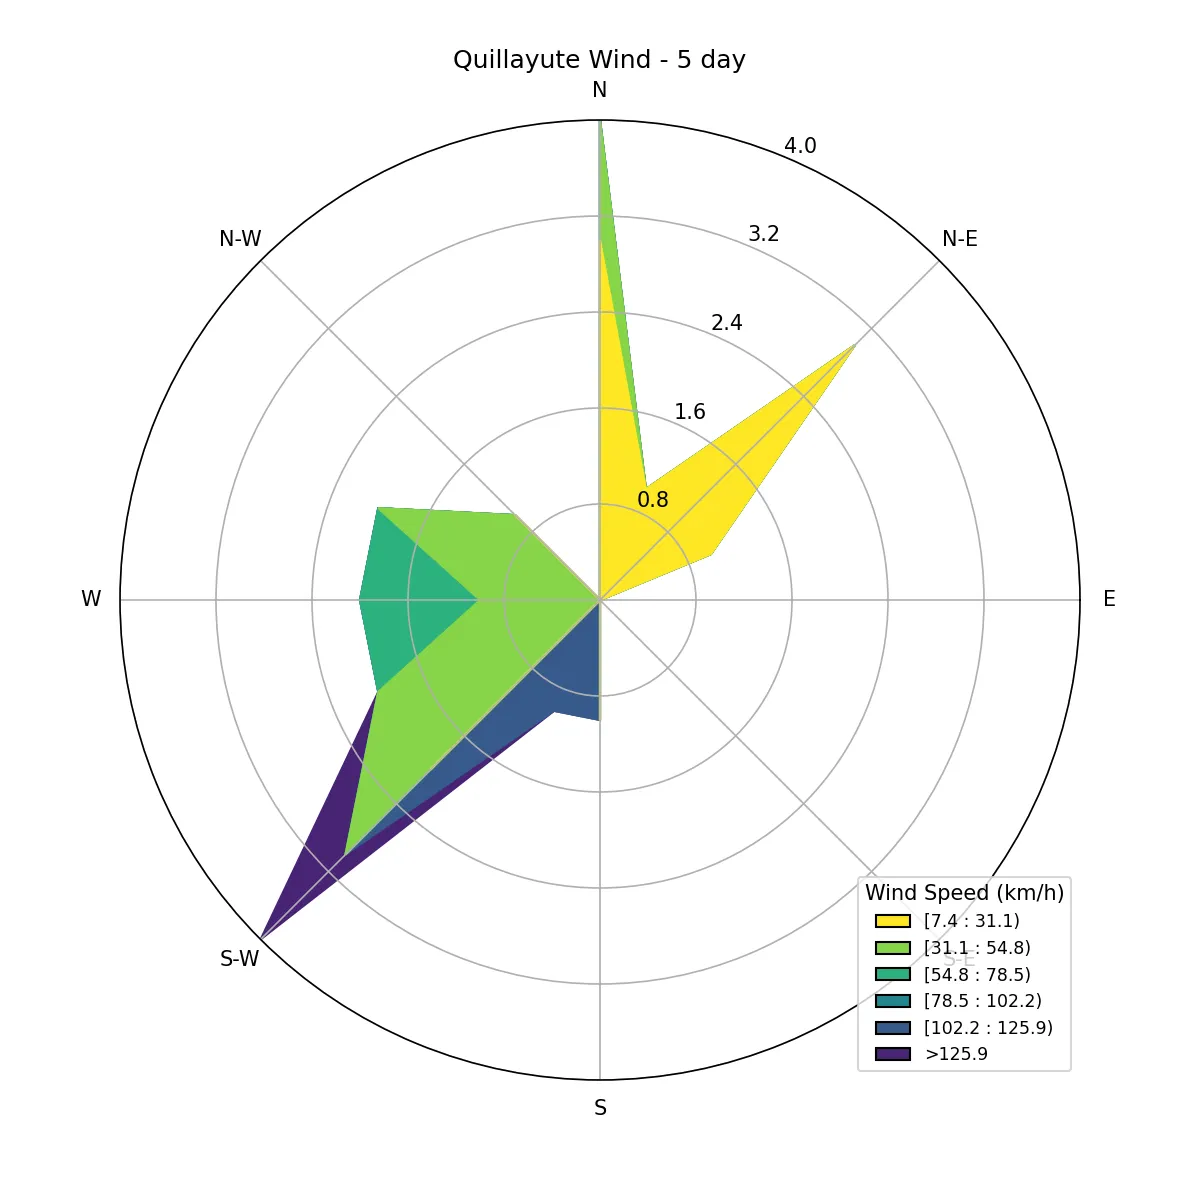 Quillayute Wind - 5 day
N
4.0
N-W
3.2
N-E
2.4
1.6
0.8
W
E
Wind Speed (km/h)
[7.4 : 31.1)
[31.1 : 54.8)
S-W
S-E
[54.8 : 78.5)
[78.5 : 102.2)
[102.2 : 125.9)
>125.9
S